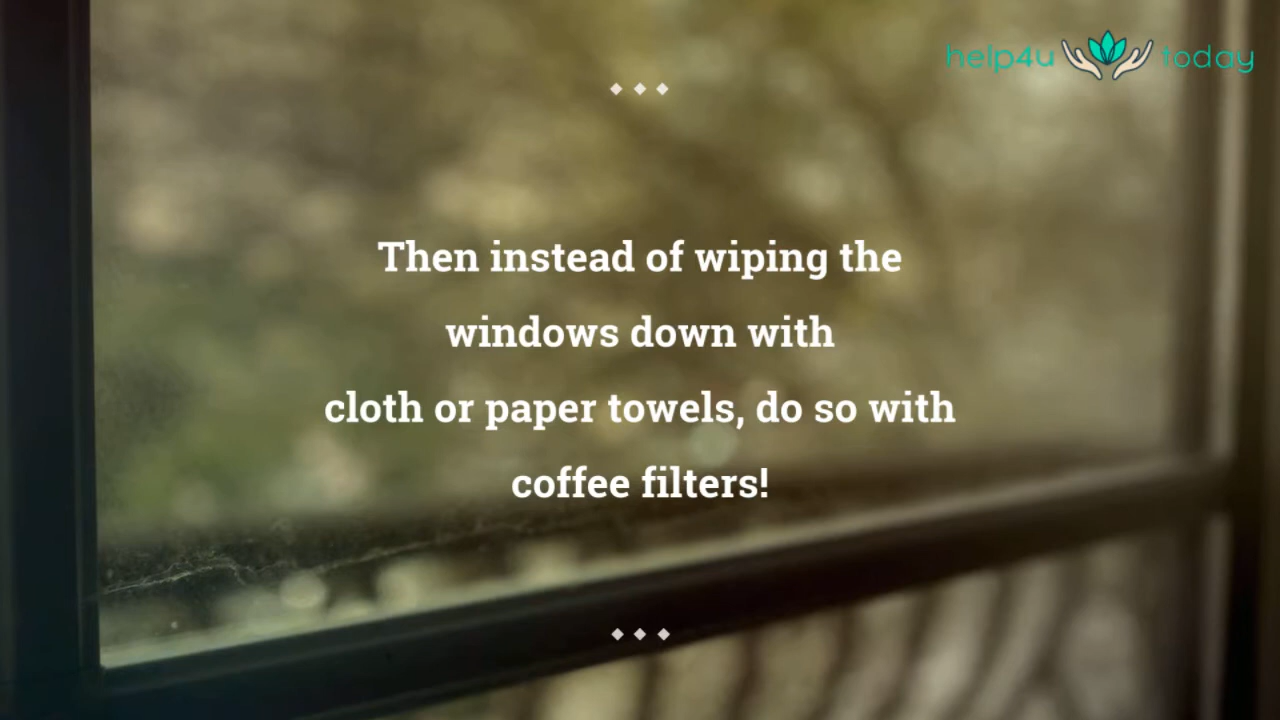 help4u today
Then instead of wiping the
windows down with
cloth or paper towels, do so with
coffee filters!